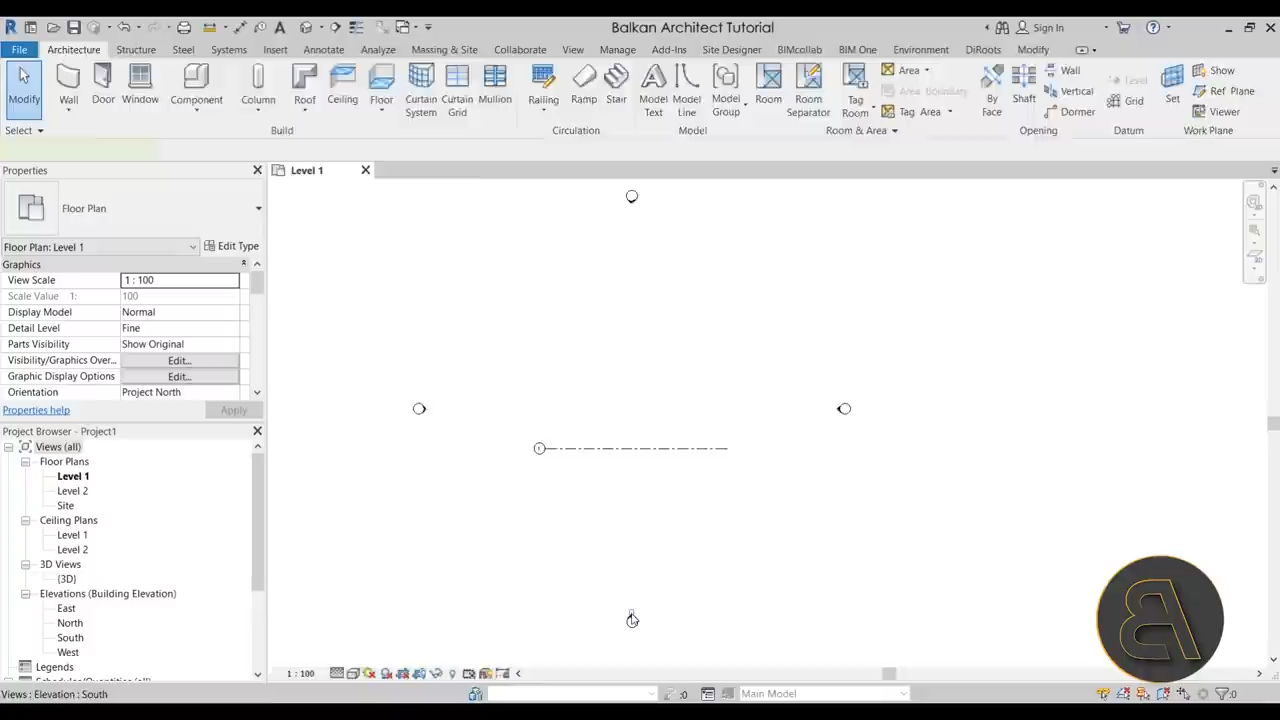 Balkan Architect Tutorial
Sign In
File Architecture Structure Steel Systems Insert Annotate Analyze Massing & Site Collaborate View Manage Add-Ins Site Designer BIMcollab BIM One Environment DiRoots Modify
Modify Wall Door Window Component Column Roof Ceiling Floor Curtain System Curtain Grid Mullion Railing Ramp Stair Model Text Model Line Model Group Room Room Separator Tag Room
Area
Area Boundary
Tag Area
By Face Shaft
Wall
Vertical
Dormer
Level
Grid
Set
Show
Ref Plane
Viewer
Select Build Circulation Model Room & Area Opening Datum Work Plane
Properties
Level 1
Floor Plan
Floor Plan: Level 1 Edit Type
Graphics
View Scale 1 : 100
Scale Value 1: 100
Display Model Normal
Detail Level Fine
Parts Visibility Show Original
Visibility/Graphics Over... Edit...
Graphic Display Options Edit...
Orientation Project North
Properties help Apply
Project Browser - Project1
Views (all)
Floor Plans
Level 1
Level 2
Site
Ceiling Plans
Level 1
Level 2
3D Views
{3D}
Elevations (Building Elevation)
East
North
South
West
Legends
Schedules/Quantities (all)
1 : 100
Views : Elevation : South
:0
Main Model
:0